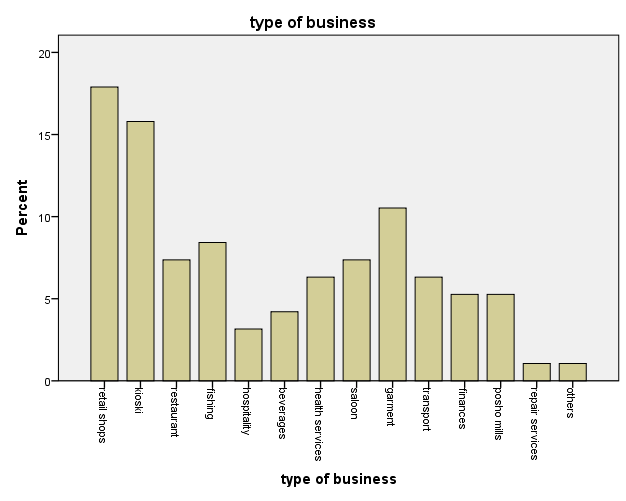 type of business
20
15
10
5
0
Percent
retail shops
kioski
restaurant
fishing
hospitality
beverages
health services
saloon
garment
transport
finances
posho mills
repair services
others
type of business